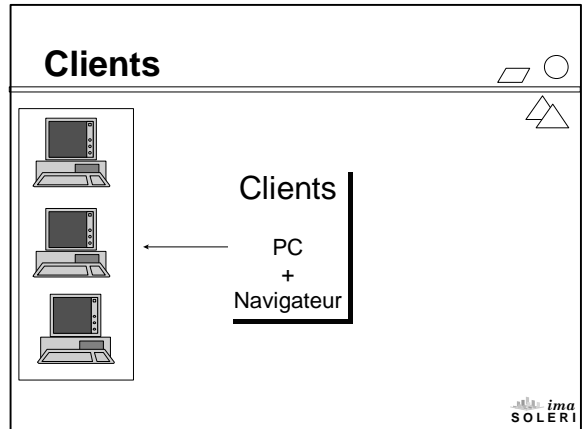 Clients
Clients
PC
+
Navigateur
ima
SOLERI